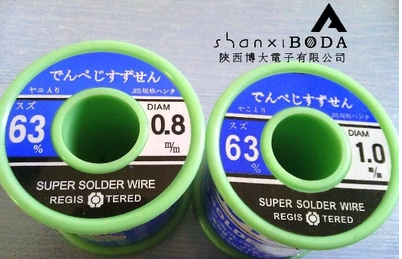 shanxiBODA
陝西博大電子有限公司
でんぺじすずせん
ヤニ入り JIS規格ハンダ
スズ
63%
DIAM
0.8
m/m
SUPER SOLDER WIRE
REGIS TERED
でんぺじすずせん
ヤニ入り JIS規格ハンダ
スズ
63%
DIAM
1.0
m/m
SUPER SOLDER WIRE
REGIS TERED